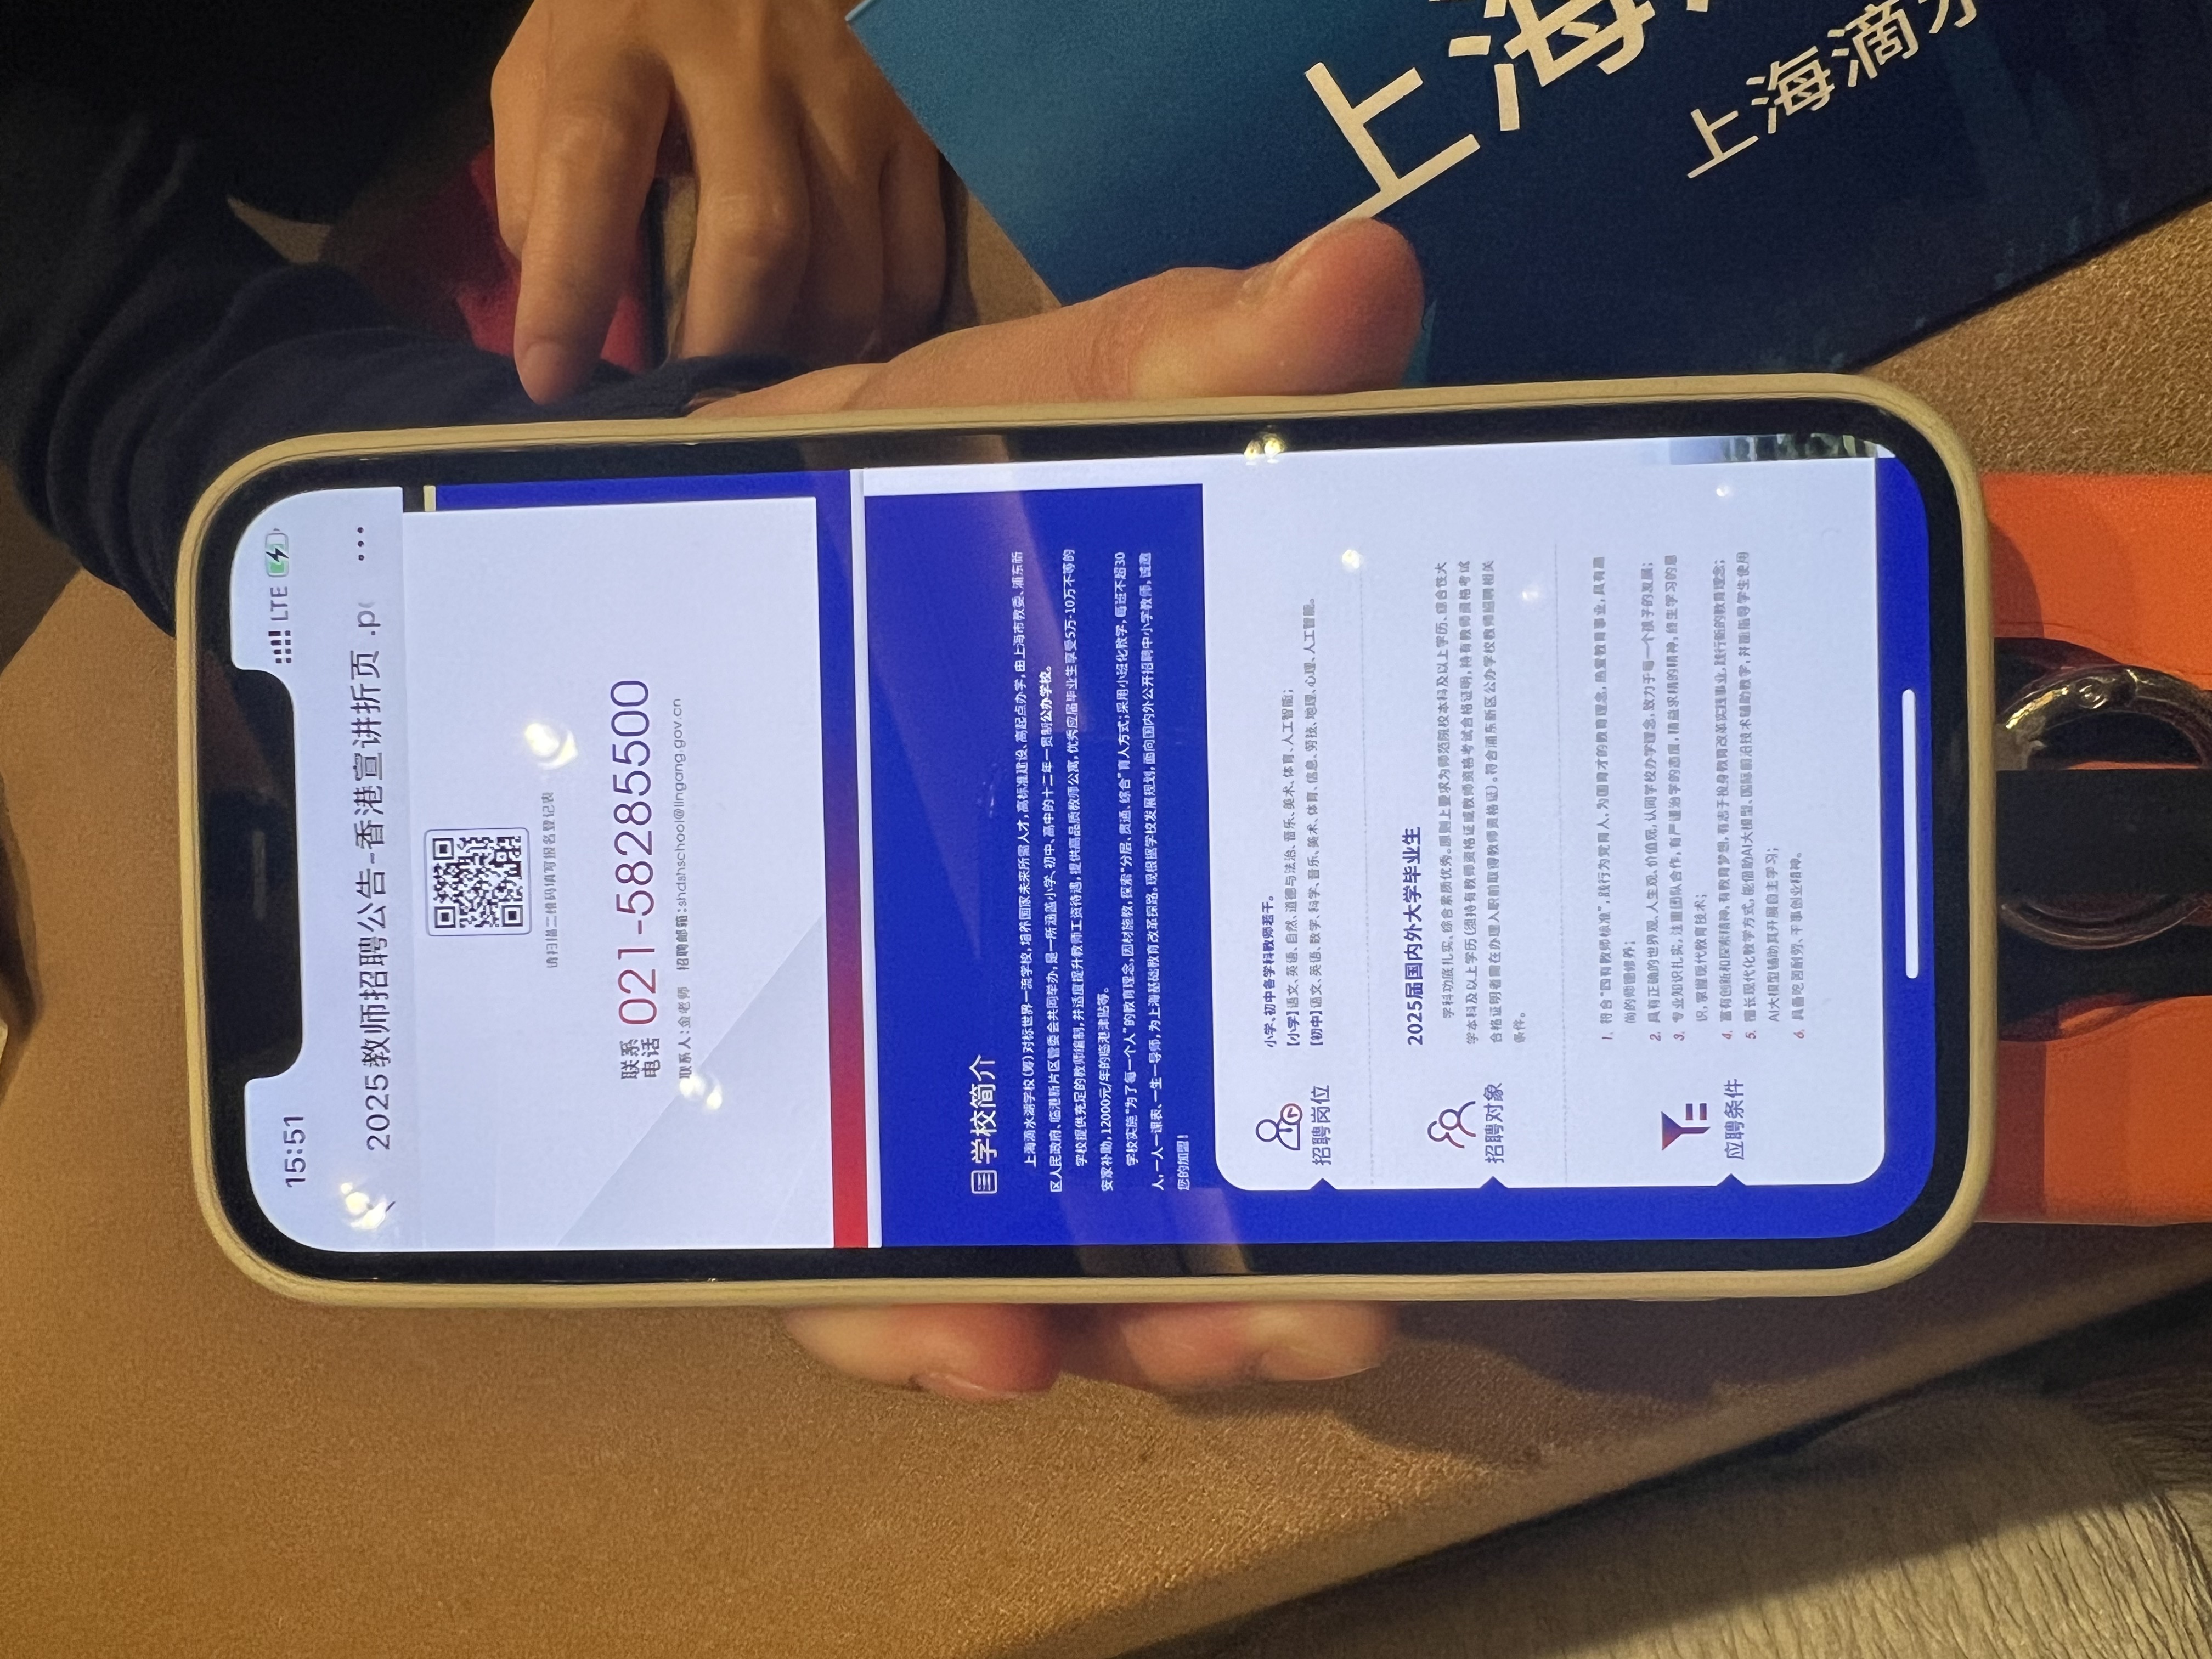 15:51
LTE
2025教师招聘公告-香港宣讲折页 .p
请扫描二维码填写报名登记表
联系
电话
021-58285500
联系人:金老师 招聘邮箱:shdshschool@lingang.gov.cn
学校简介
上海滴水湖学校(筹)对标世界一流学校,培养国家未来所需人才,高标准建设、高起点办学,由上海市教委、浦东新
区人民政府、临港新片区管委会共同举办,是一所涵盖小学、初中、高中的十二年一贯制公办学校。
学校提供充足的教师编制,并适度提升教师工资待遇,提供高品质教师公寓,优秀应届毕业生享受5万-10万不等的
安家补助,12000元/年的临港津贴等。
学校实施“为了每一个人”的教育理念,因材施教,探索“分层、贯通、综合”育人方式;采用小班化教学,每班不超30
人,一人一课表、一生一导师,为上海基础教育改革探路。现根据学校发展规划,面向国内外公开招聘中小学教师,诚邀
您的加盟!
招聘岗位
小学、初中各学科教师若干。
【小学】语文、英语、自然、道德与法治、音乐、美术、体育、人工智能;
【初中】语文、英语、数学、科学、音乐、美术、体育、信息、劳技、地理、心理、人工智能。
招聘对象
2025届国内外大学毕业生
学科功底扎实、综合素质优秀。原则上要求为师范院校本科及以上学历、综合性大
学本科及以上学历(须持有教师资格证或教师资格考试合格证明,持有教师资格考试
合格证明者需在办理入职前取得教师资格证)。符合浦东新区公办学校教师招聘相关
条件。
应聘条件
1. 符合“四有教师标准”,践行为党育人,为国育才的教育理念,热爱教育事业,具有高
尚的师德修养;
2. 具有正确的世界观、人生观、价值观,认同学校办学理念,致力于每一个孩子的发展;
3. 专业知识扎实,注重团队合作,有严谨治学的态度,精益求精的精神,终生学习的意
识,掌握现代教育技术;
4. 富有创新和探索精神,有教育梦想,有志于投身教育改革实践事业,践行新的教育理念;
5. 擅长现代化教学方式,能借助AI大模型、国际前沿技术辅助教学,并能指导学生使用
AI大模型辅助其开展自主学习;
6. 具备吃苦耐劳、干事创业精神。
上海
上海滴水